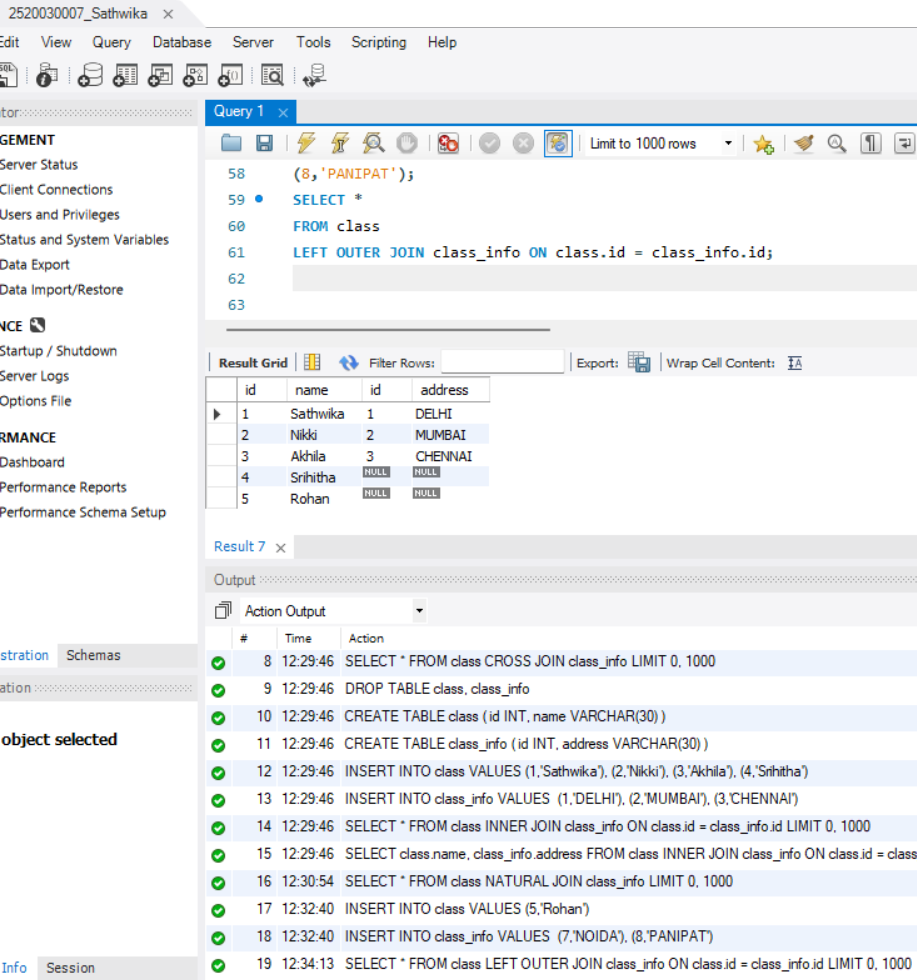 2520030007_Sathwika ×
Edit View Query Database Server Tools Scripting Help
SQL
tor
GEMENT
Server Status
Client Connections
Users and Privileges
Status and System Variables
Data Export
Data Import/Restore
NCE
Startup / Shutdown
Server Logs
Options File
RMANCE
Dashboard
Performance Reports
Performance Schema Setup
stration Schemas
ation
object selected
Info Session
Query 1 ×
Limit to 1000 rows
58 (8,'PANIPAT');
59 SELECT *
60 FROM class
61 LEFT OUTER JOIN class_info ON class.id = class_info.id;
62
63
Result Grid Filter Rows: Export: Wrap Cell Content: IA
id name id address
1 Sathwika 1 DELHI
2 Nikki 2 MUMBAI
3 Akhila 3 CHENNAI
4 Srihitha NULL NULL
5 Rohan NULL NULL
Result 7 ×
Output
Action Output
# Time Action
8 12:29:46 SELECT * FROM class CROSS JOIN class_info LIMIT 0, 1000
9 12:29:46 DROP TABLE class, class_info
10 12:29:46 CREATE TABLE class ( id INT, name VARCHAR(30) )
11 12:29:46 CREATE TABLE class_info ( id INT, address VARCHAR(30) )
12 12:29:46 INSERT INTO class VALUES (1,'Sathwika'), (2,'Nikki'), (3,'Akhila'), (4,'Srihitha')
13 12:29:46 INSERT INTO class_info VALUES (1,'DELHI'), (2,'MUMBAI'), (3,'CHENNAI')
14 12:29:46 SELECT * FROM class INNER JOIN class_info ON class.id = class_info.id LIMIT 0, 1000
15 12:29:46 SELECT class.name, class_info.address FROM class INNER JOIN class_info ON class.id = class
16 12:30:54 SELECT * FROM class NATURAL JOIN class_info LIMIT 0, 1000
17 12:32:40 INSERT INTO class VALUES (5,'Rohan')
18 12:32:40 INSERT INTO class_info VALUES (7,'NOIDA'), (8,'PANIPAT')
19 12:34:13 SELECT * FROM class LEFT OUTER JOIN class_info ON class.id = class_info.id LIMIT 0, 1000